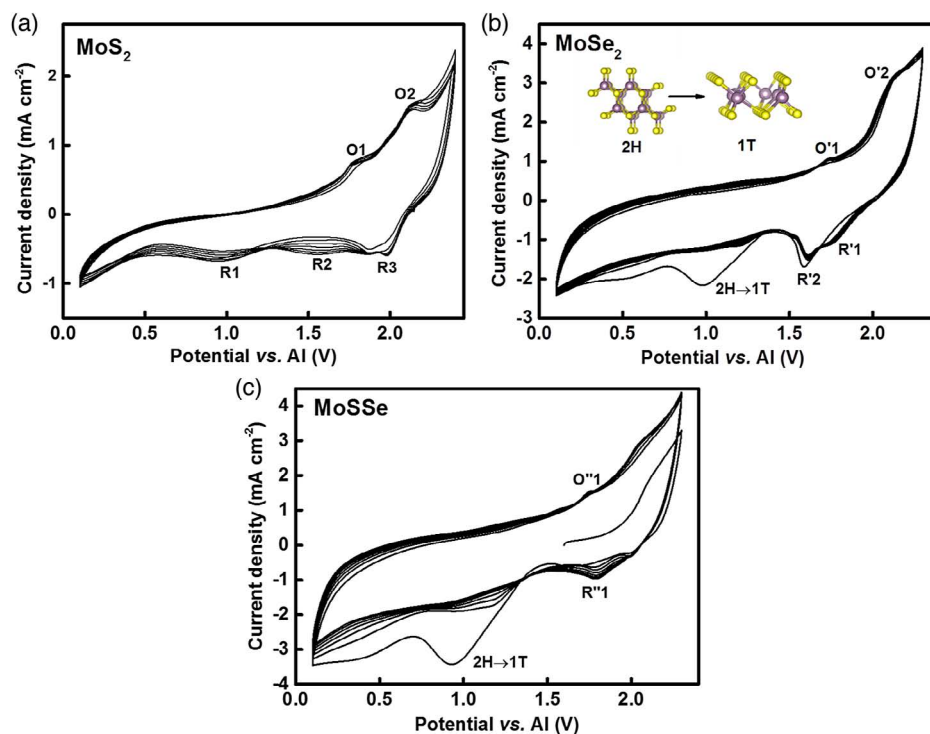 (a)
MoS2
Current density (mA cm-2)
2
1
0
-1
O1
O2
R1
R2
R3
0.0 0.5 1.0 1.5 2.0
Potential vs. Al (V)
(b)
MoSe2
Current density (mA cm-2)
4
3
2
1
0
-1
-2
-3
2H
1T
O'1
O'2
R'1
R'2
2H→1T
0.0 0.5 1.0 1.5 2.0
Potential vs. Al (V)
(c)
MoSSe
Current density (mA cm-2)
4
3
2
1
0
-1
-2
-3
-4
O"1
R"1
2H→1T
0.0 0.5 1.0 1.5 2.0
Potential vs. Al (V)